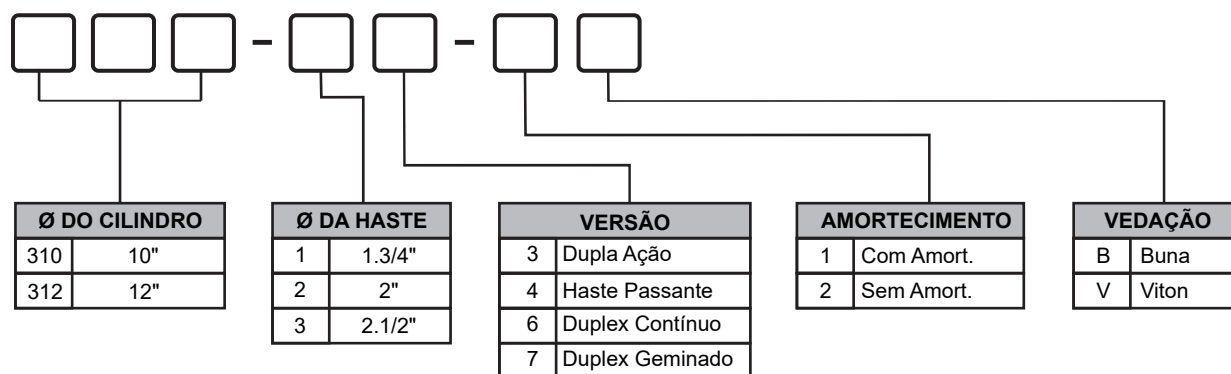 - -
Ø DO CILINDRO
310 10"
312 12"
Ø DA HASTE
1 1.3/4"
2 2"
3 2.1/2"
VERSÃO
3 Dupla Ação
4 Haste Passante
6 Duplex Contínuo
7 Duplex Geminado
AMORTECIMENTO
1 Com Amort.
2 Sem Amort.
VEDAÇÃO
B Buna
V Viton